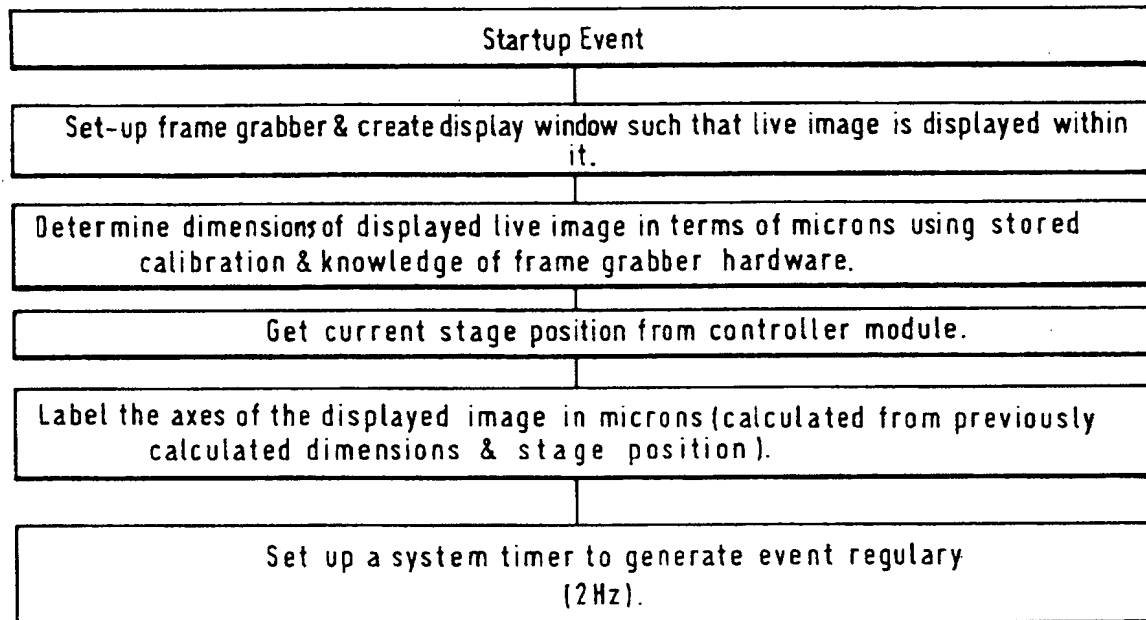 Startup Event
Set-up frame grabber & create display window such that live image is displayed within
it.
Determine dimensions of displayed live image in terms of microns using stored
calibration & knowledge of frame grabber hardware.
Get current stage position from controller module.
Label the axes of the displayed image in microns (calculated from previously
calculated dimensions & stage position).
Set up a system timer to generate event regulary
(2Hz).